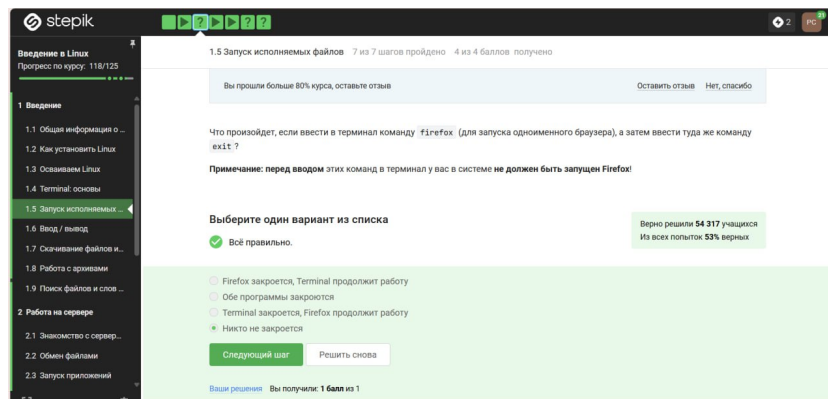 stepik
2
РС
21
Введение в Linux
Прогресс по курсу: 118/125
1.5 Запуск исполняемых файлов 7 из 7 шагов пройдено 4 из 4 баллов получено
Вы прошли больше 80% курса, оставьте отзыв Оставить отзыв Нет, спасибо
1 Введение
1.1 Общая информация о ...
1.2 Как установить Linux
1.3 Осваиваем Linux
1.4 Terminal: основы
1.5 Запуск исполняемых ...
1.6 Ввод / вывод
1.7 Скачивание файлов и...
1.8 Работа с архивами
1.9 Поиск файлов и слов ...
2 Работа на сервере
2.1 Знакомство с сервер...
2.2 Обмен файлами
2.3 Запуск приложений
Что произойдет, если ввести в терминал команду firefox (для запуска одноименного браузера), а затем ввести туда же команду
exit ?
Примечание: перед вводом этих команд в терминал у вас в системе не должен быть запущен Firefox!
Выберите один вариант из списка
Всё правильно.
Верно решили 54 317 учащихся
Из всех попыток 53% верных
Firefox закроется, Terminal продолжит работу
Обе программы закроются
Terminal закроется, Firefox продолжит работу
Никто не закроется
Следующий шаг Решить снова
Ваши решения Вы получили: 1 балл из 1